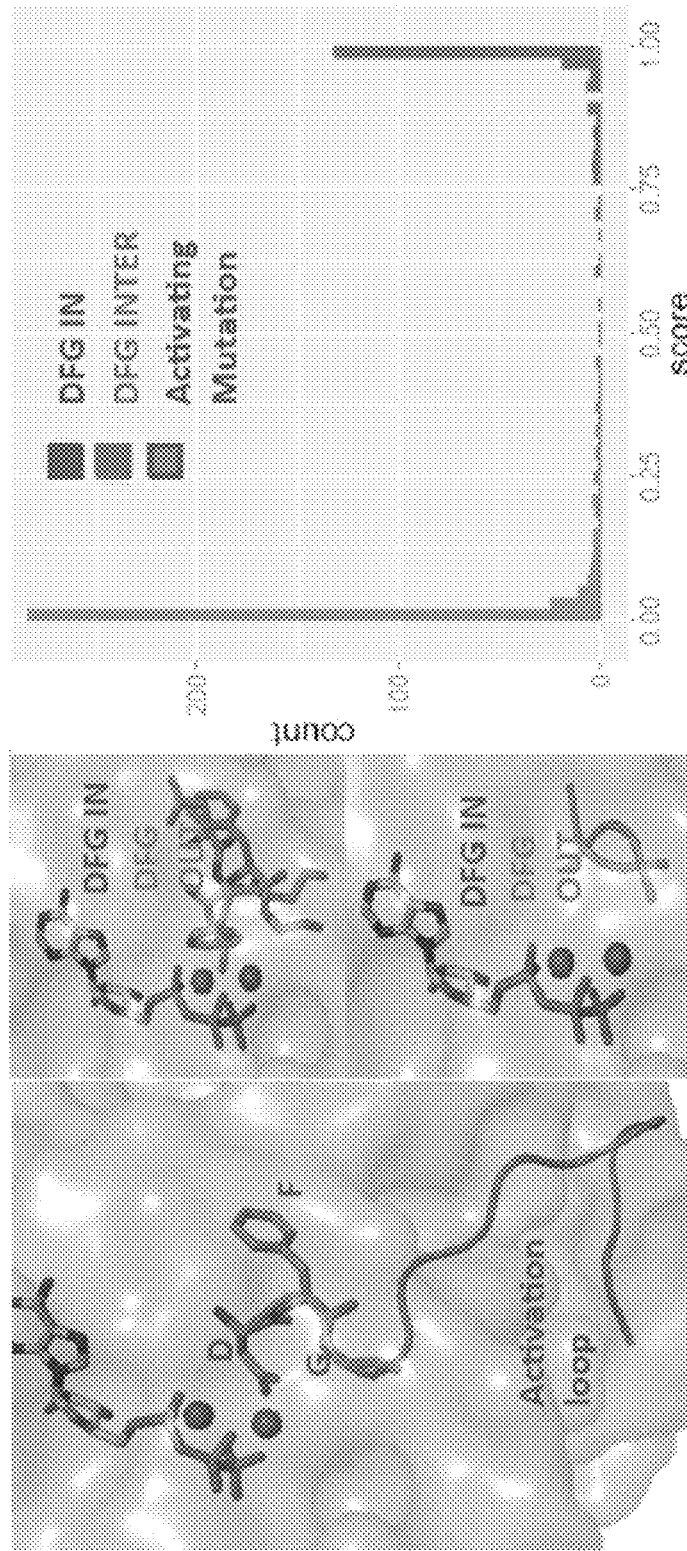 D
F
G
Activation
loop
DFG IN
DFG
OUT
DFG IN
DFG
OUT
count
200
100
0
DFG IN
DFG INTER
Activating
Mutation
0.00
0.25
0.50
0.75
1.00
score